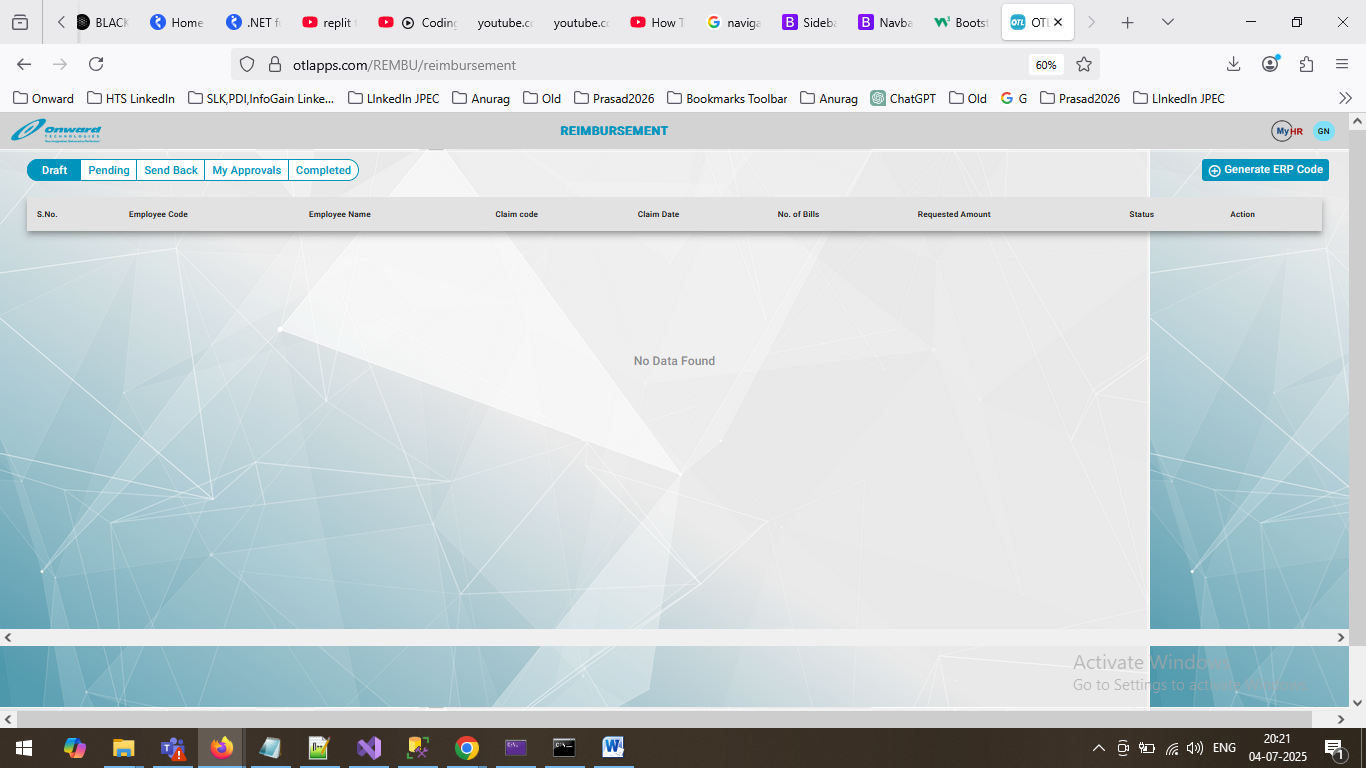 BLACK
Home
.NET f
replit
Coding
youtube.co
youtube.co
How T
naviga
Sideba
Navba
Bootst
OTL
otlapps.com/REMBU/reimbursement
60%
Onward
HTS LinkedIn
SLK,PDI,InfoGain Linke...
LInkedIn JPEC
Anurag
Old
Prasad2026
Bookmarks Toolbar
Anurag
ChatGPT
Old
G
Prasad2026
LInkedIn JPEC
Onward
TECHNOLOGIES
REIMBURSEMENT
MyHR
GN
Draft
Pending
Send Back
My Approvals
Completed
Generate ERP Code
S.No.
Employee Code
Employee Name
Claim code
Claim Date
No. of Bills
Requested Amount
Status
Action
No Data Found
Activate Windows
Go to Settings to activate Windows.
ENG
20:21
04-07-2025
1